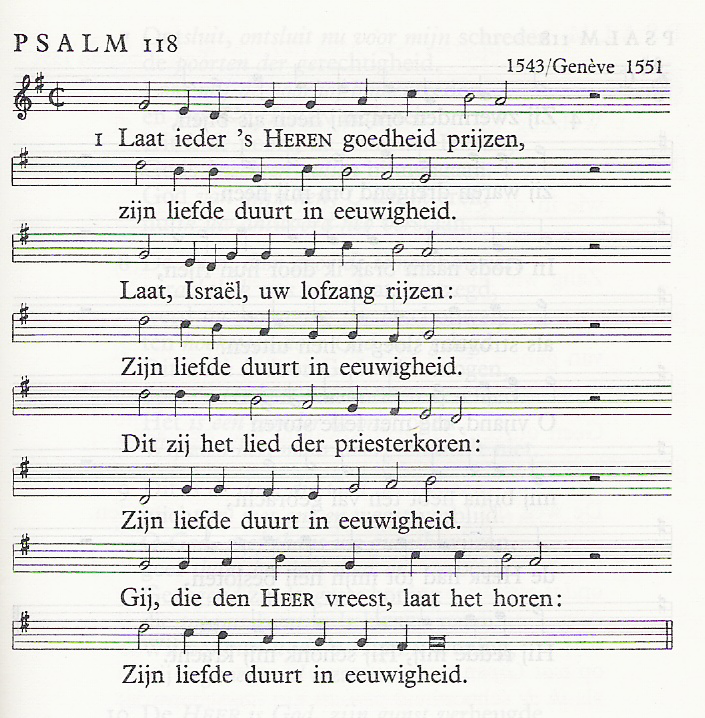 PSALM 118
1543/Genève 1551
1 Laat ieder 's HEREN goedheid prijzen,
zijn liefde duurt in eeuwigheid.
Laat, Israël, uw lofzang rijzen:
Zijn liefde duurt in eeuwigheid.
Dit zij het lied der priesterkoren:
Zijn liefde duurt in eeuwigheid.
Gij, die den HEER vreest, laat het horen:
Zijn liefde duurt in eeuwigheid.